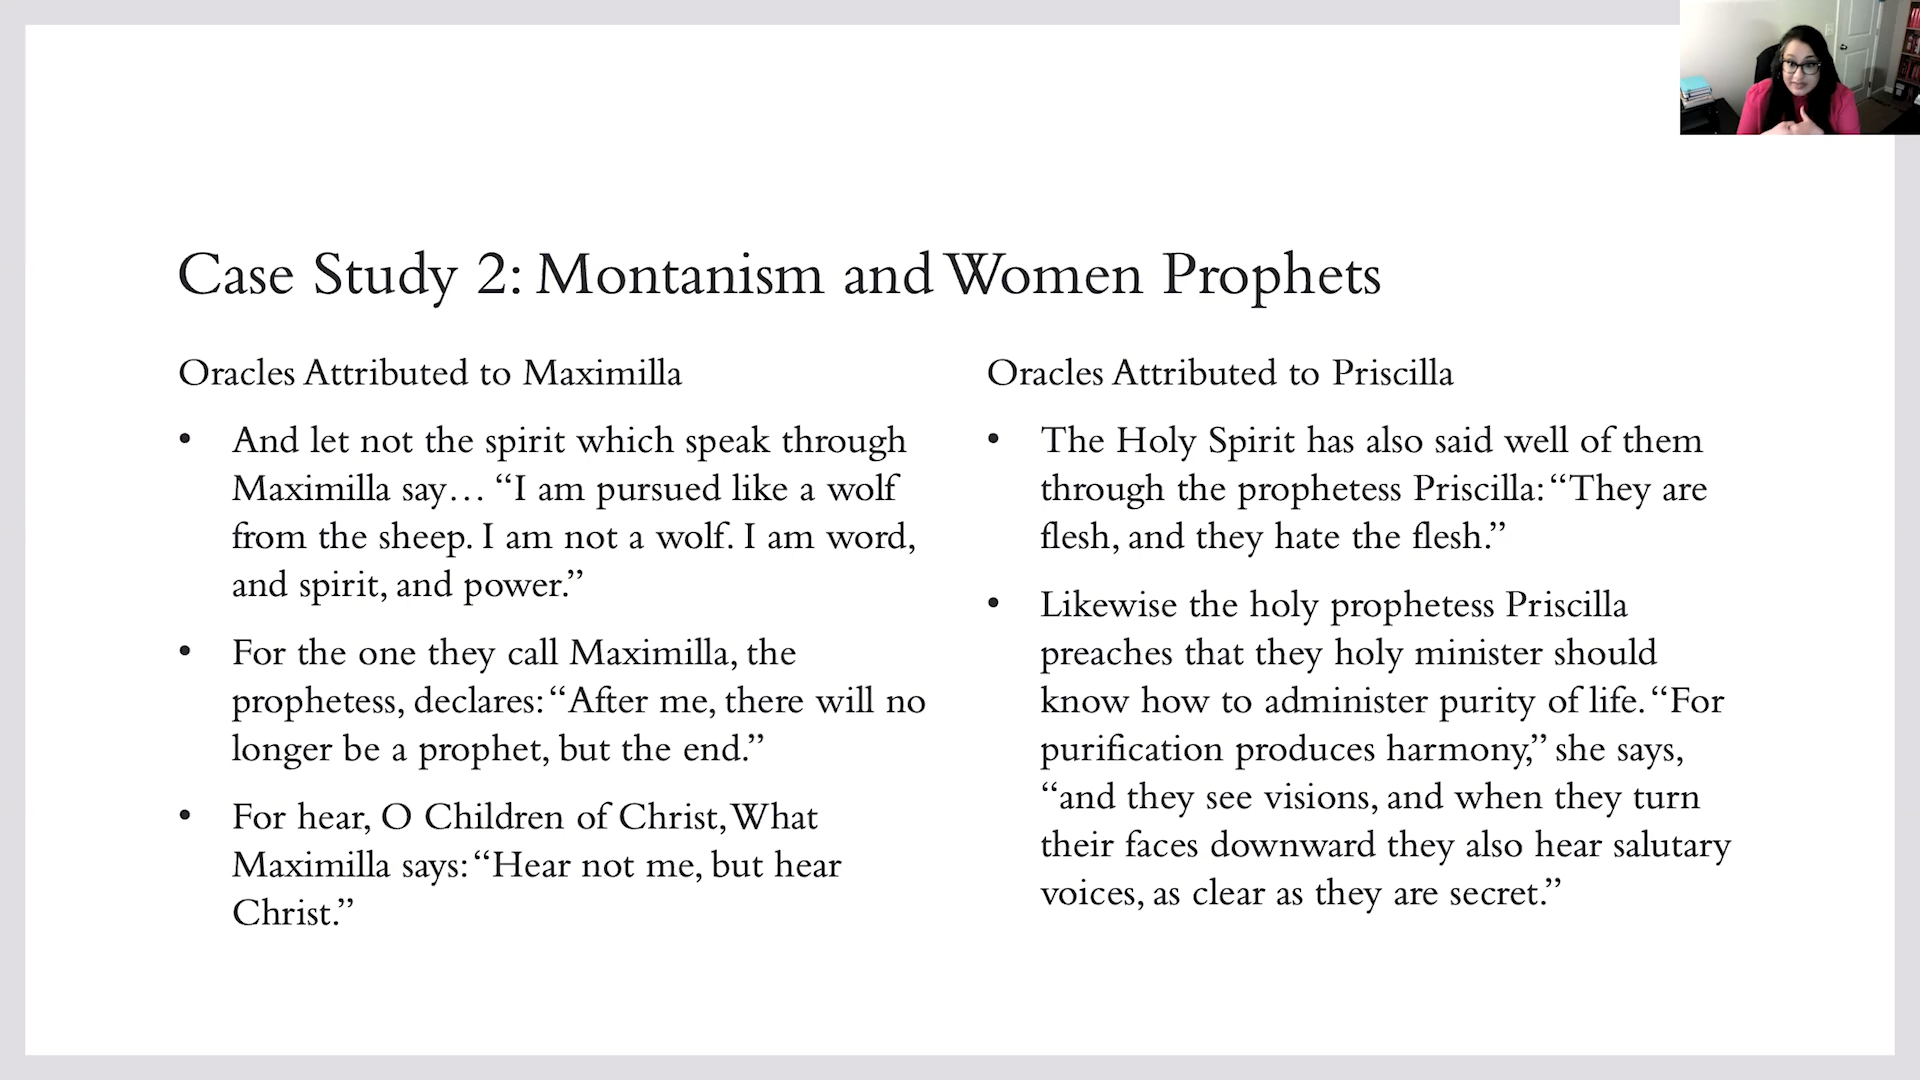 Case Study 2: Montanism and Women Prophets
Oracles Attributed to Maximilla
• And let not the spirit which speak through
Maximilla say… “I am pursued like a wolf
from the sheep. I am not a wolf. I am word,
and spirit, and power.”
• For the one they call Maximilla, the
prophetess, declares: “After me, there will no
longer be a prophet, but the end.”
• For hear, O Children of Christ, What
Maximilla says: “Hear not me, but hear
Christ.”
Oracles Attributed to Priscilla
• The Holy Spirit has also said well of them
through the prophetess Priscilla: “They are
flesh, and they hate the flesh.”
• Likewise the holy prophetess Priscilla
preaches that they holy minister should
know how to administer purity of life. “For
purification produces harmony,” she says,
“and they see visions, and when they turn
their faces downward they also hear salutary
voices, as clear as they are secret.”